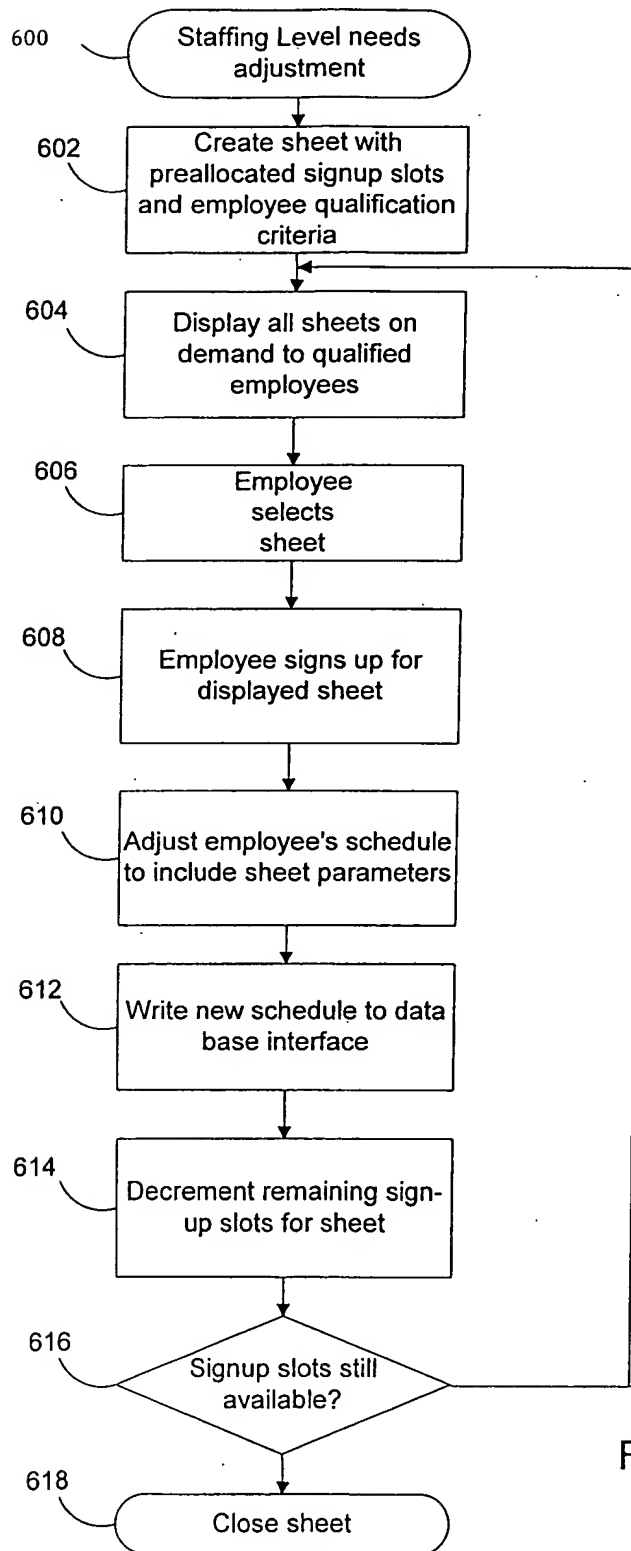 600
Staffing Level needs
adjustment
602
Create sheet with
preallocated signup slots
and employee qualification
criteria
604
Display all sheets on
demand to qualified
employees
606
Employee
selects
sheet
608
Employee signs up for
displayed sheet
610
Adjust employee's schedule
to include sheet parameters
612
Write new schedule to data
base interface
614
Decrement remaining sign-
up slots for sheet
616
Signup slots still
available?
618
Close sheet
F